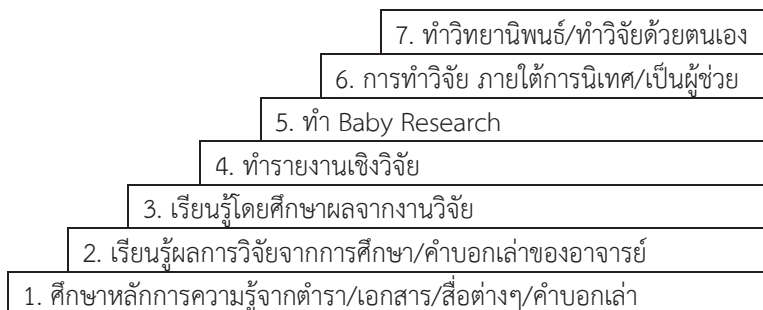 7. ทำวิทยานิพนธ์/ทำวิจัยด้วยตนเอง
6. การทำวิจัย ภายใต้การนิเทศ/เป็นผู้ช่วย
5. ทำ Baby Research
4. ทำรายงานเชิงวิจัย
3. เรียนรู้โดยศึกษาผลจากงานวิจัย
2. เรียนรู้ผลการวิจัยจากการศึกษา/คำบอกเล่าของอาจารย์
1. ศึกษาหลักการความรู้จากตำรา/เอกสาร/สื่อต่างๆ/คำบอกเล่า